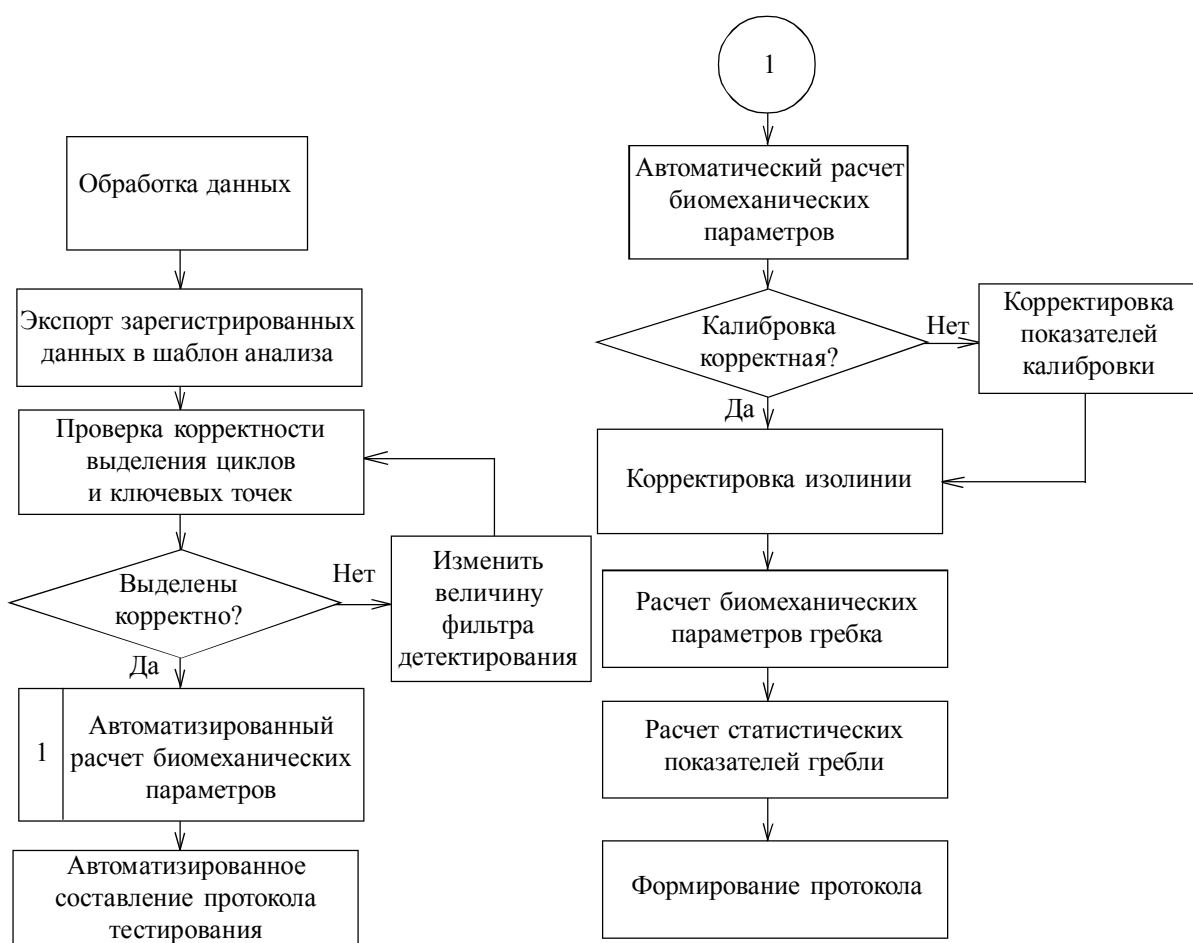 Обработка данных
Экспорт зарегистрированных
данных в шаблон анализа
Проверка корректности
выделения циклов
и ключевых точек
Выделены
корректно?
Нет
Изменить
величину
фильтра
детектирования
Да
1
Автоматизированный
расчет биомеханических
параметров
Автоматизированное
составление протокола
тестирования
1
Автоматический расчет
биомеханических
параметров
Калибровка
корректная?
Нет
Корректировка
показателей
калибровки
Да
Корректировка изолинии
Расчет биомеханических
параметров гребка
Расчет статистических
показателей гребли
Формирование протокола